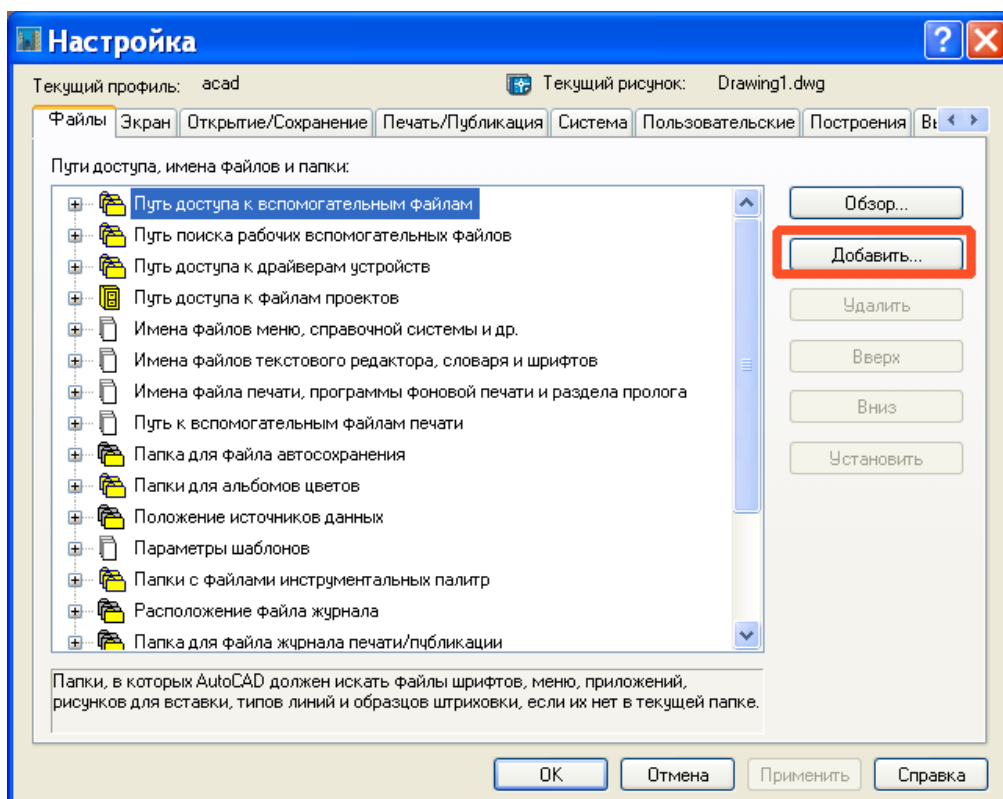 Настройка
Текущий профиль: acad Текущий рисунок: Drawing1.dwg
Файлы Экран Открытие/Сохранение Печать/Публикация Система Пользовательские Построения Вы
Пути доступа, имена файлов и папки:
Путь доступа к вспомогательным файлам
Обзор...
Путь поиска рабочих вспомогательных файлов
Добавить...
Путь доступа к драйверам устройств
Путь доступа к файлам проектов
Удалить
Имена файлов меню, справочной системы и др.
Имена файлов текстового редактора, словаря и шрифтов
Вверх
Имена файла печати, программы фоновой печати и раздела пролога
Вниз
Путь к вспомогательным файлам печати
Папка для файла автосохранения
Установить
Папки для альбомов цветов
Положение источников данных
Параметры шаблонов
Папки с файлами инструментальных палитр
Расположение файла журнала
Папка для файла журнала печати/публикации
Папки, в которых AutoCAD должен искать файлы шрифтов, меню, приложений,
рисунков для вставки, типов линий и образцов штриховки, если их нет в текущей папке.
OK Отмена Применить Справка